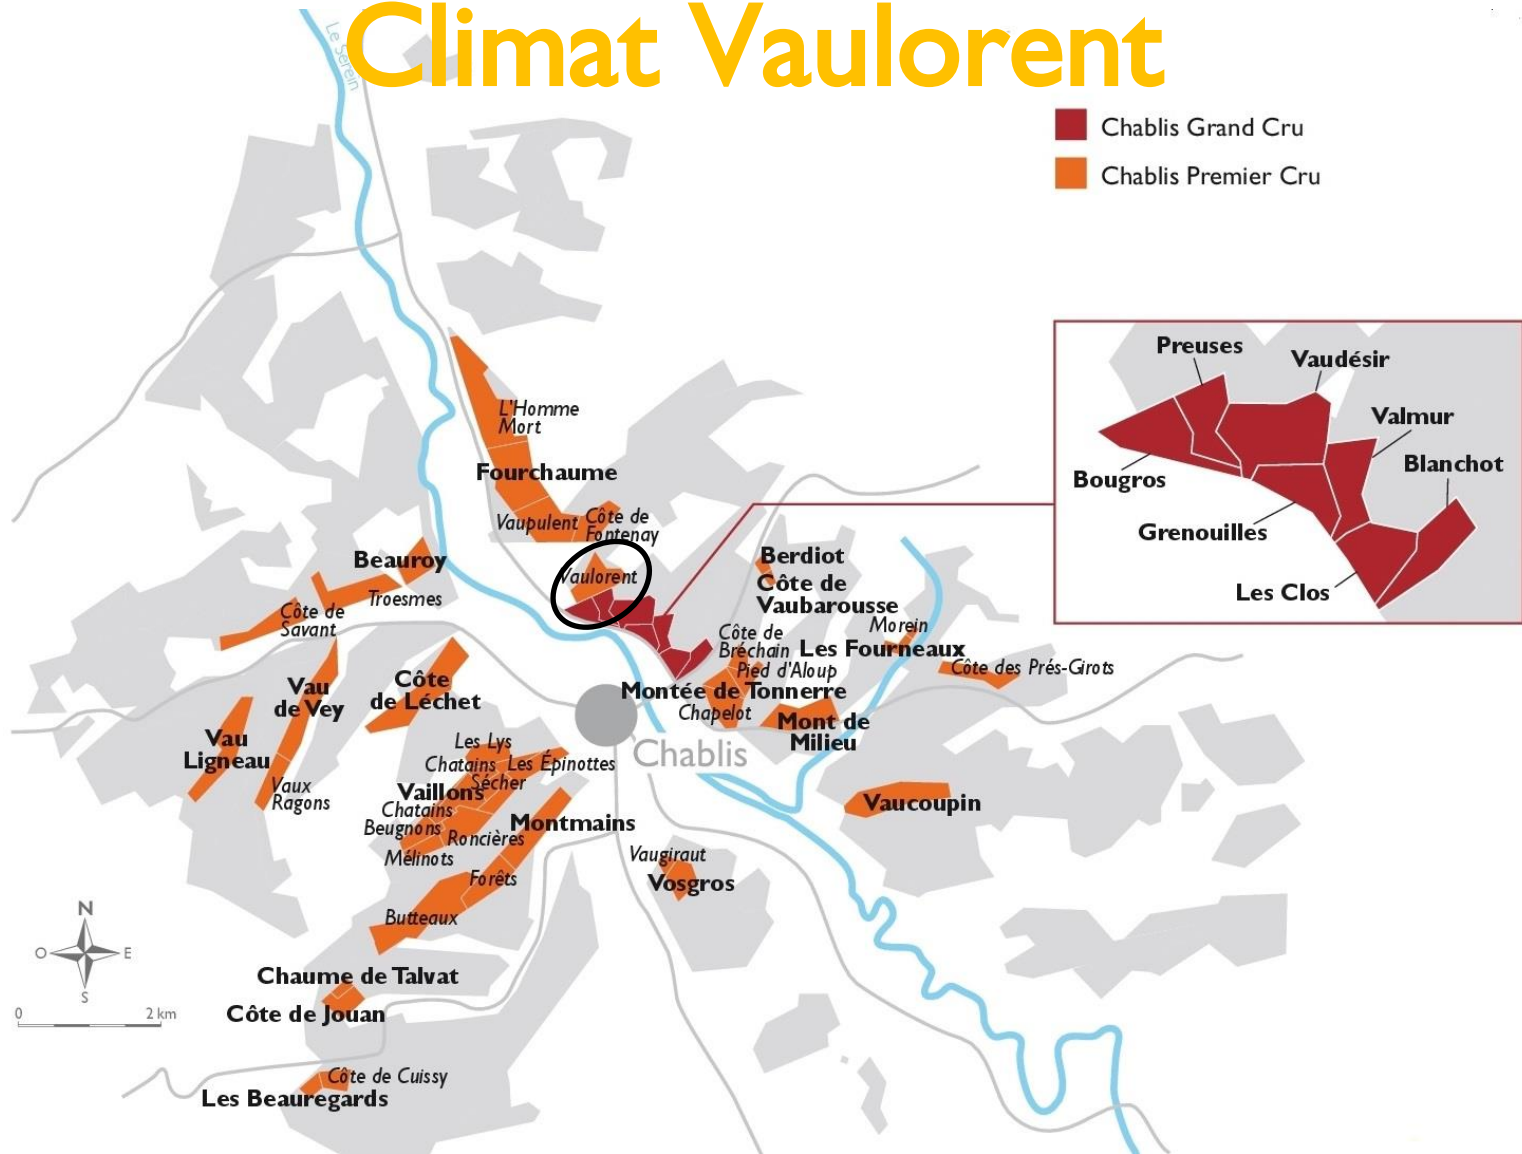 Climat Vaulorent
Le Serein
Chablis Grand Cru
Chablis Premier Cru
Preuses
Vaudésir
Valmur
Blanchot
Bougros
Grenouilles
Les Clos
L'Homme
Mort
Fourchaume
Vaupulent
Côte de
Fontenay
Vaulorent
Beauroy
Troesmes
Côte de
Savant
Berdiot
Côte de
Vaubarousse
Morein
Côte de
Bréchain
Les Fourneaux
Pied d'Aloup
Côte des Prés-Girots
Montée de Tonnerre
Chapelot
Mont de
Milieu
Vau
de Vey
Côte
de Léchet
Vau
Ligneau
Vaux
Ragons
Chablis
Les Lys
Chatains
Les Épinottes
Sécher
Vaillons
Chatains
Beugnons
Roncières
Mélinots
Montmains
Forêts
Butteaux
Vaucoupin
Vaugiraut
Vosgros
Chaume de Talvat
Côte de Jouan
Côte de Cuissy
Les Beauregards
N
O
E
S
0
2 km